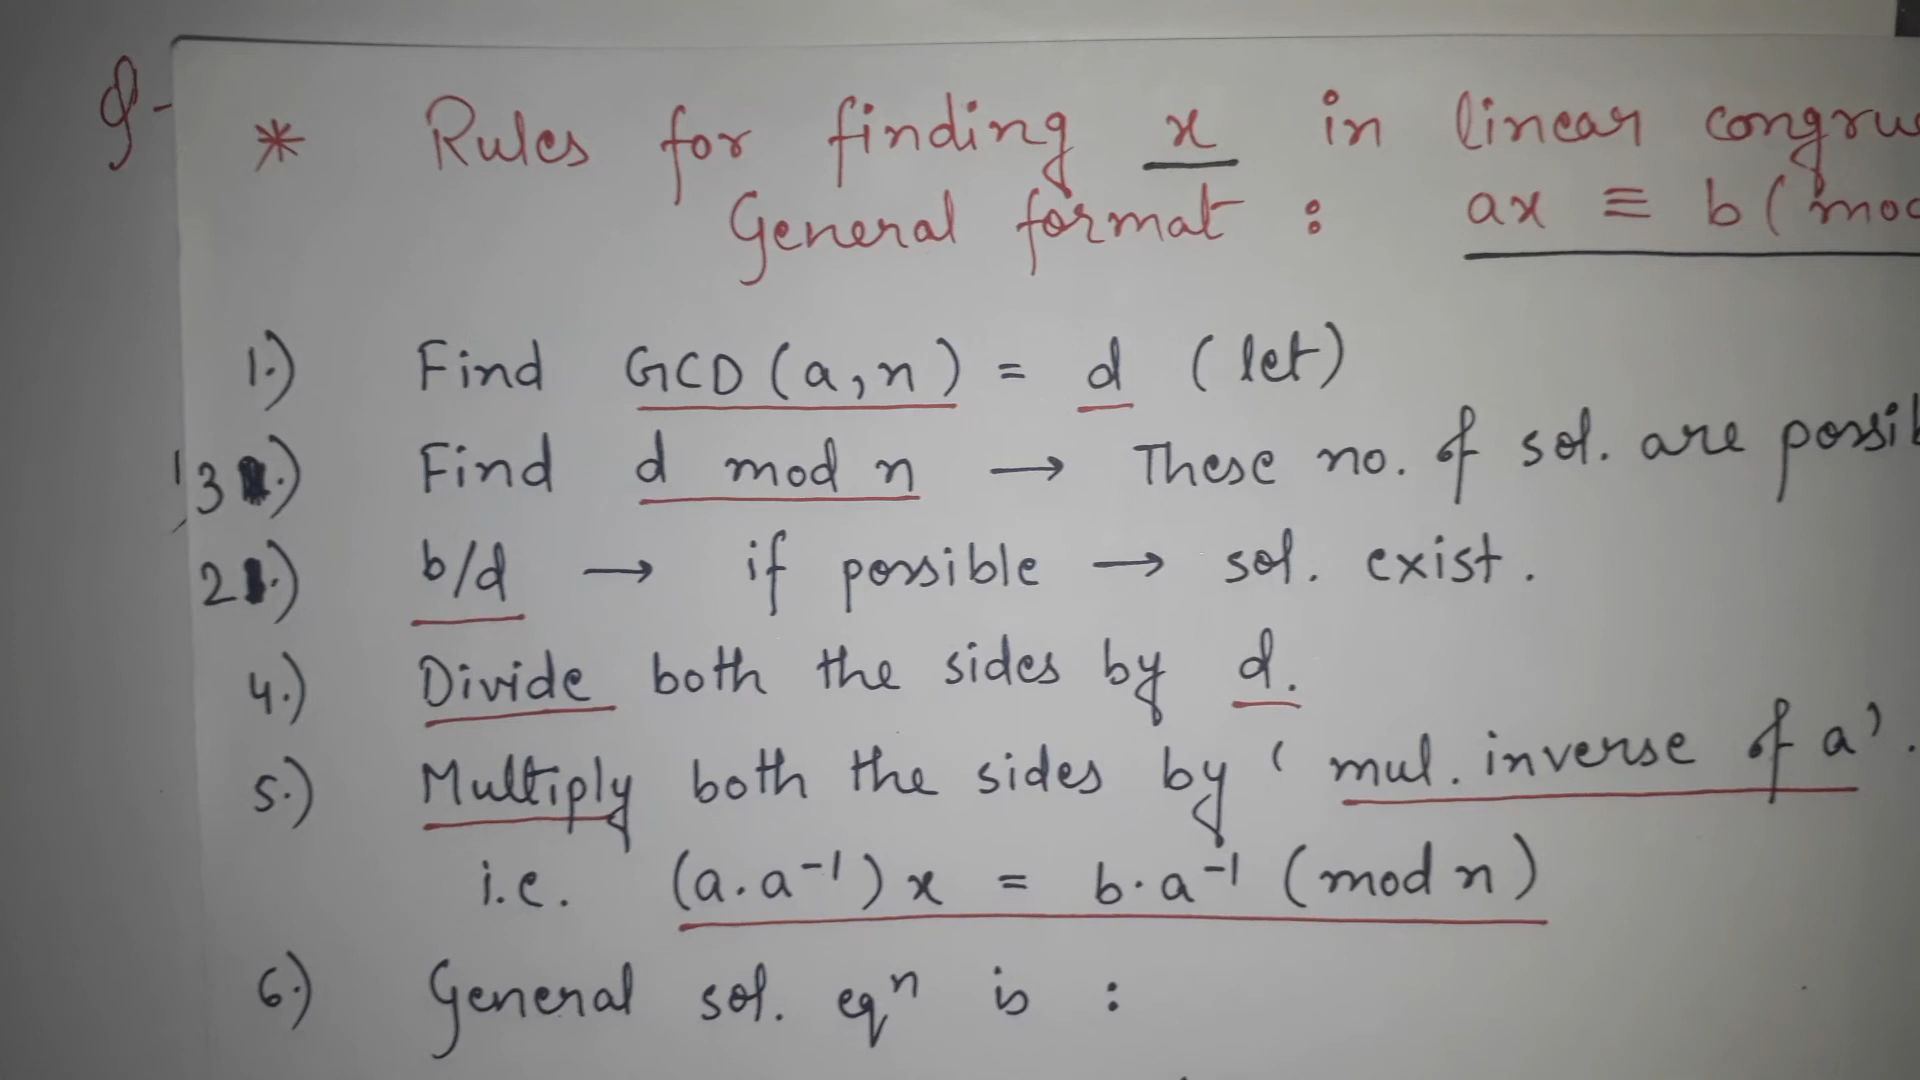 Q-
* Rules for finding x in linear
General format : ax ≡ b (mod
1.) Find GCD (a,n) = d (let)
3.) Find d mod n → These no. of sol. are
2.) b/d → if possible → sol. exist.
4.) Divide both the sides by d.
5.) Multiply both the sides by 'mul. inverse of a'.
i.e. (a.a⁻¹) x = b.a⁻¹ (mod n)
6.) General sol. eqⁿ is :